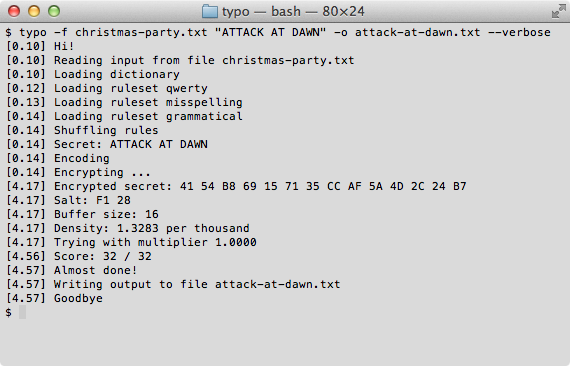 typo — bash — 80×24
$ typo -f christmas-party.txt "ATTACK AT DAWN" -o attack-at-dawn.txt --verbose
[0.10] Hi!
[0.10] Reading input from file christmas-party.txt
[0.10] Loading dictionary
[0.12] Loading ruleset qwerty
[0.13] Loading ruleset misspelling
[0.14] Loading ruleset grammatical
[0.14] Shuffling rules
[0.14] Secret: ATTACK AT DAWN
[0.14] Encoding
[0.14] Encrypting ...
[4.17] Encrypted secret: 41 54 B8 69 15 71 35 CC AF 5A 4D 2C 24 B7
[4.17] Salt: F1 28
[4.17] Buffer size: 16
[4.17] Density: 1.3283 per thousand
[4.17] Trying with multiplier 1.0000
[4.56] Score: 32 / 32
[4.57] Almost done!
[4.57] Writing output to file attack-at-dawn.txt
[4.57] Goodbye
$